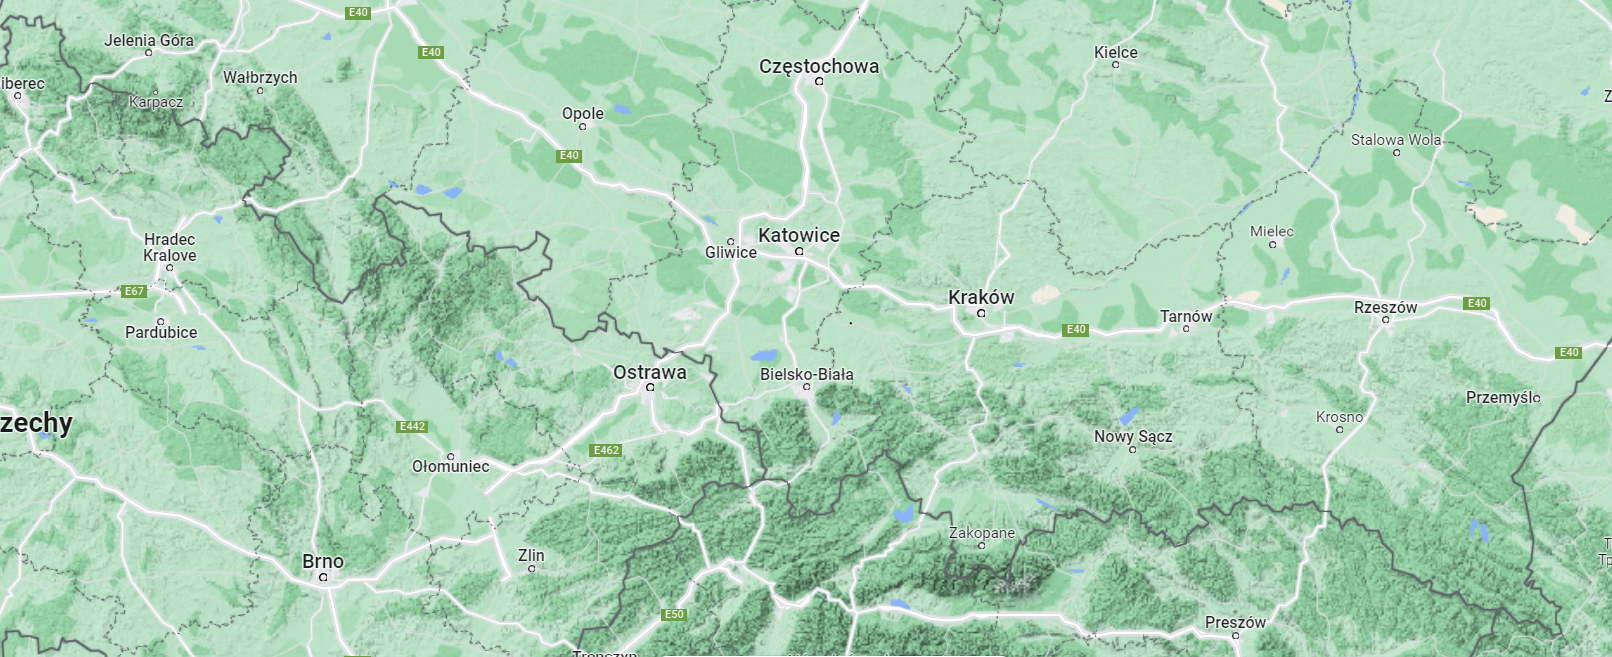 E40
Jelenia Góra
E40
Kielce
Częstochowa
Wałbrzych
iberec
Karpacz
Opole
Z
Stalowa Wola
E40
Mielec
Katowice
Hradec
Kralove
Gliwice
E67
Kraków
E40
Rzeszów
Tarnów
E40
Pardubice
E40
Ostrawa
Bielsko-Biała
Przemyśl
Krosno
zechy
E442
Nowy Sącz
E462
Ołomuniec
Zakopane
Zlin
Brno
E50
Preszów